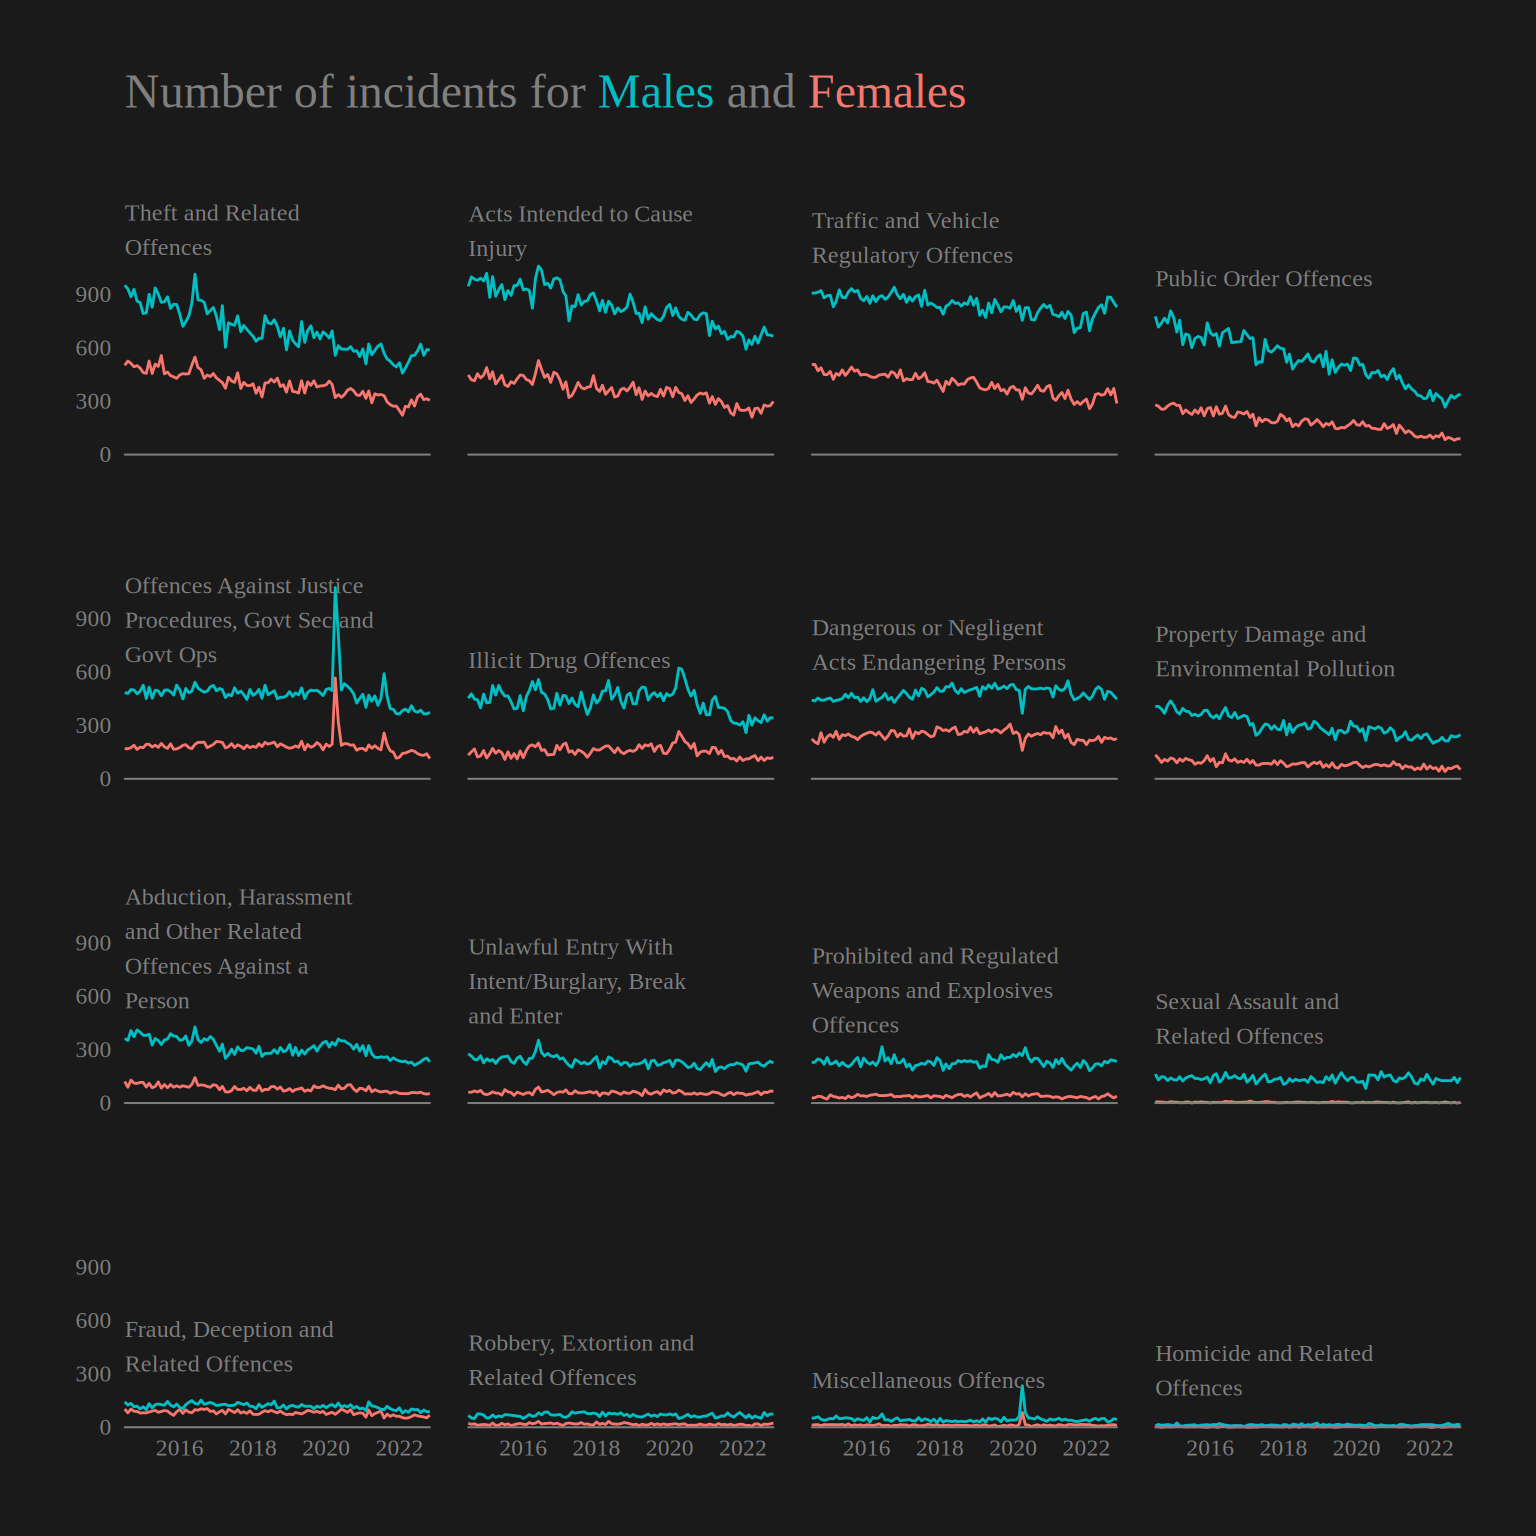 Number of incidents for Males and Females
Theft and Related
Offences
Acts Intended to Cause
Injury
Traffic and Vehicle
Regulatory Offences
Public Order Offences
900
600
300
0
Offences Against Justice
Procedures, Govt Sec and
Govt Ops
Illicit Drug Offences
Dangerous or Negligent
Acts Endangering Persons
Property Damage and
Environmental Pollution
900
600
300
0
Abduction, Harassment
and Other Related
Offences Against a
Person
Unlawful Entry With
Intent/Burglary, Break
and Enter
Prohibited and Regulated
Weapons and Explosives
Offences
Sexual Assault and
Related Offences
900
600
300
0
Fraud, Deception and
Related Offences
Robbery, Extortion and
Related Offences
Miscellaneous Offences
Homicide and Related
Offences
900
600
300
0
2016 2018 2020 2022
2016 2018 2020 2022
2016 2018 2020 2022
2016 2018 2020 2022